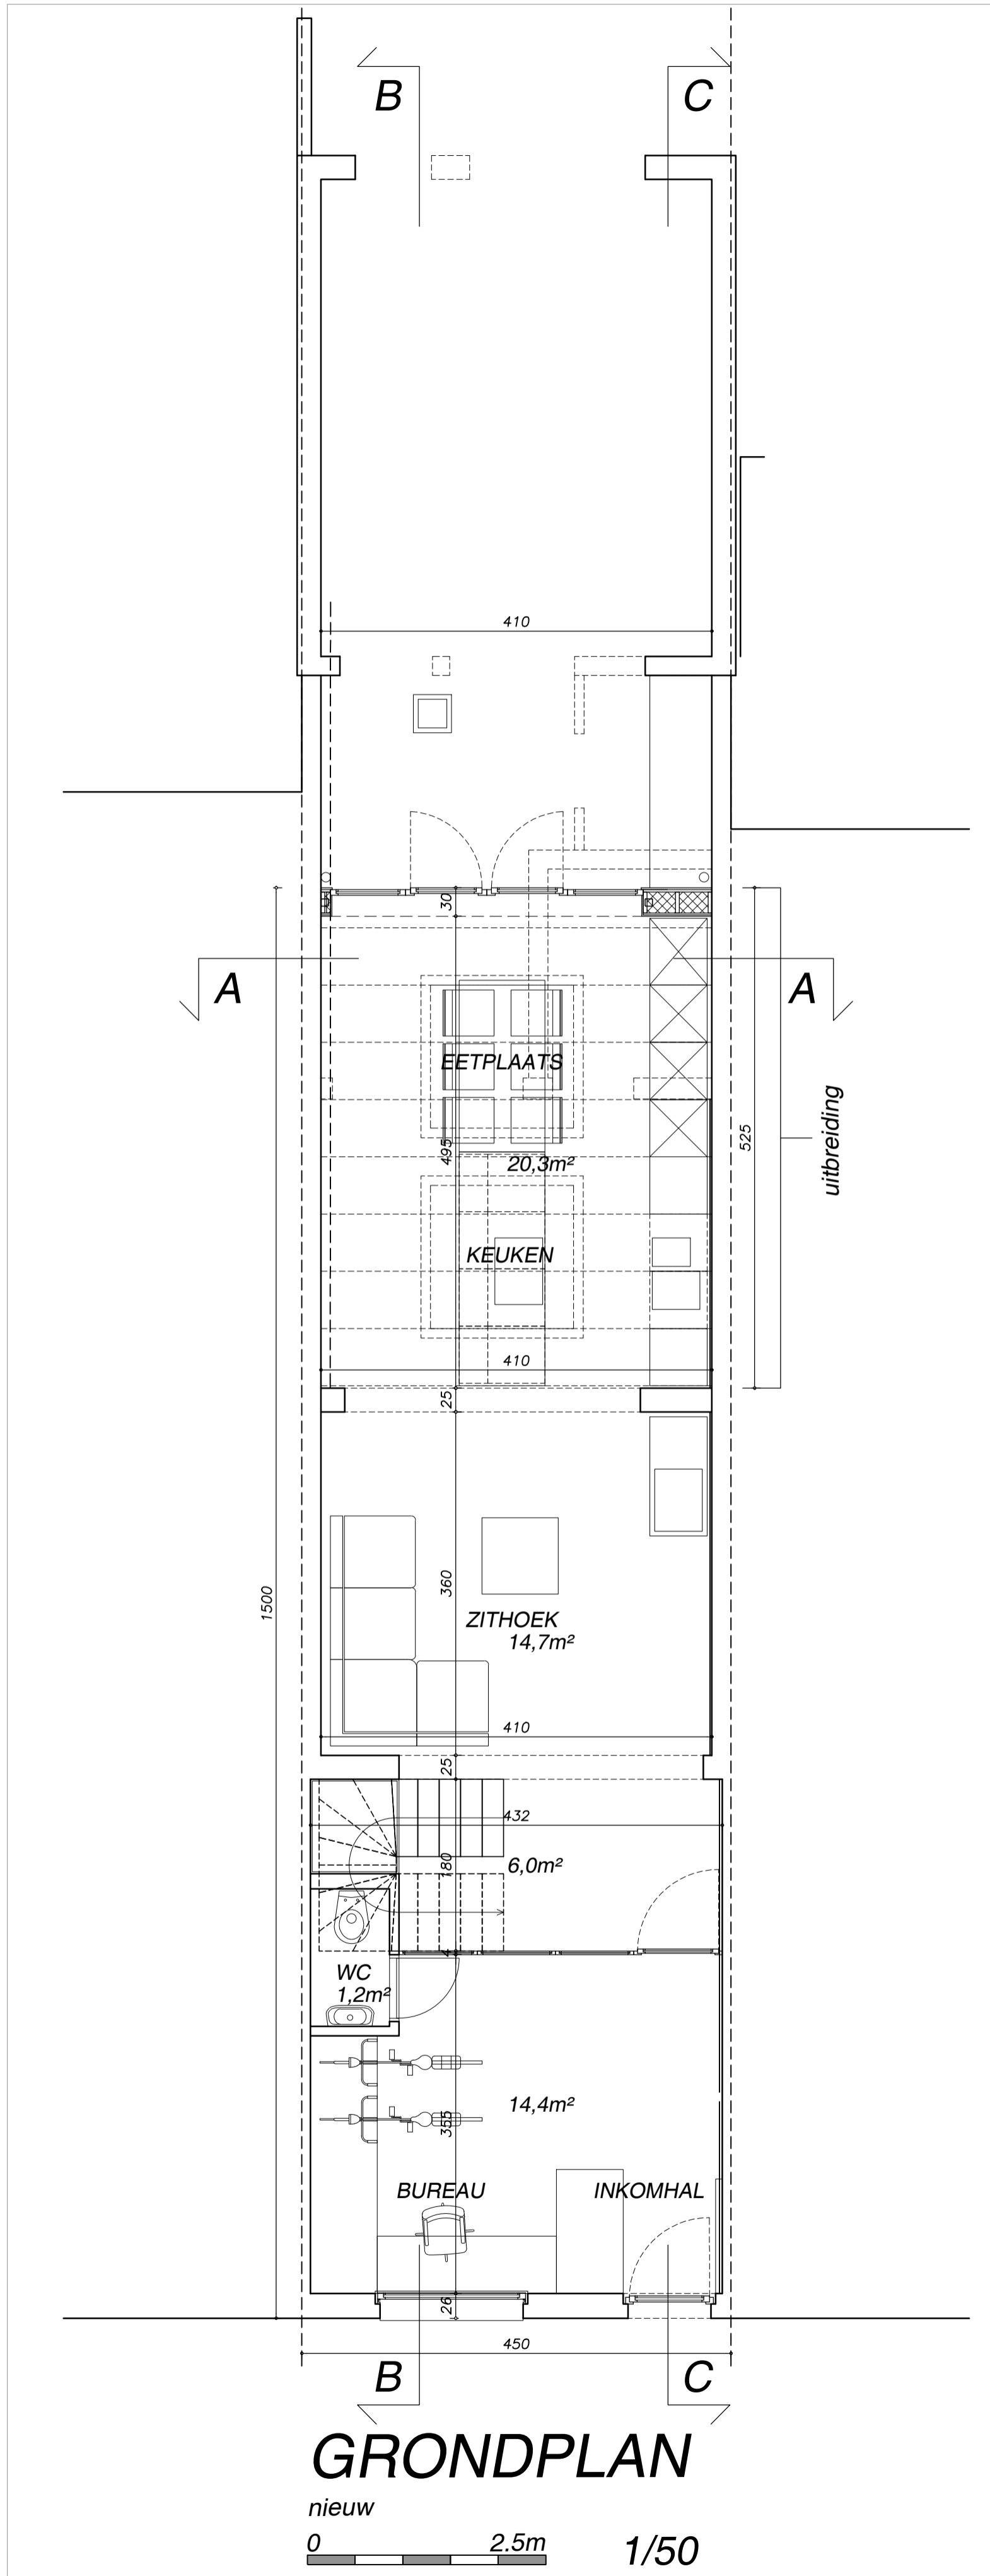 B
C
410
30
A
A
EETPLAATS
495
20,3m²
525
uitbreiding
KEUKEN
410
25
1500
360
ZITHOEK
14,7m²
410
25
432
180
6,0m²
4
WC
1,2m²
14,4m²
355
BUREAU
INKOMHAL
26
450
B
C
GRONDPLAN
nieuw
0
2.5m
1/50